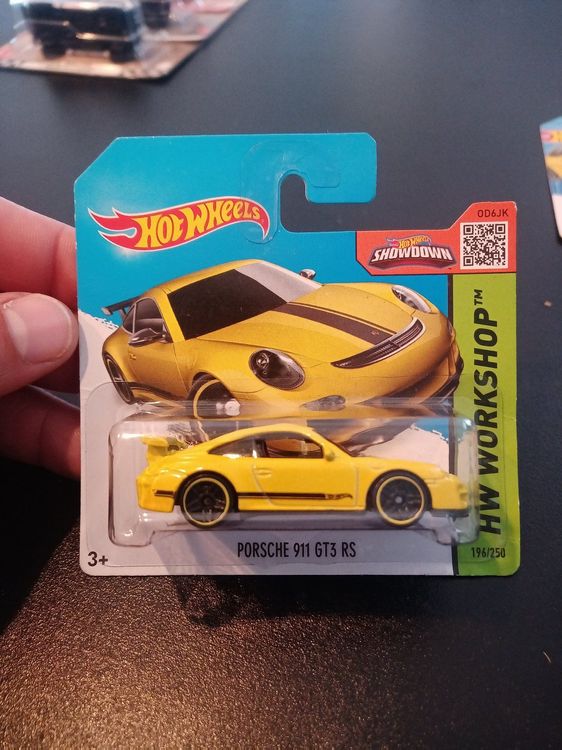 HOT WHEELS
OD6JK
HOT WHEELS
SHOWDOWN
HW WORKSHOP™
PORSCHE 911 GT3 RS
3+
196/250